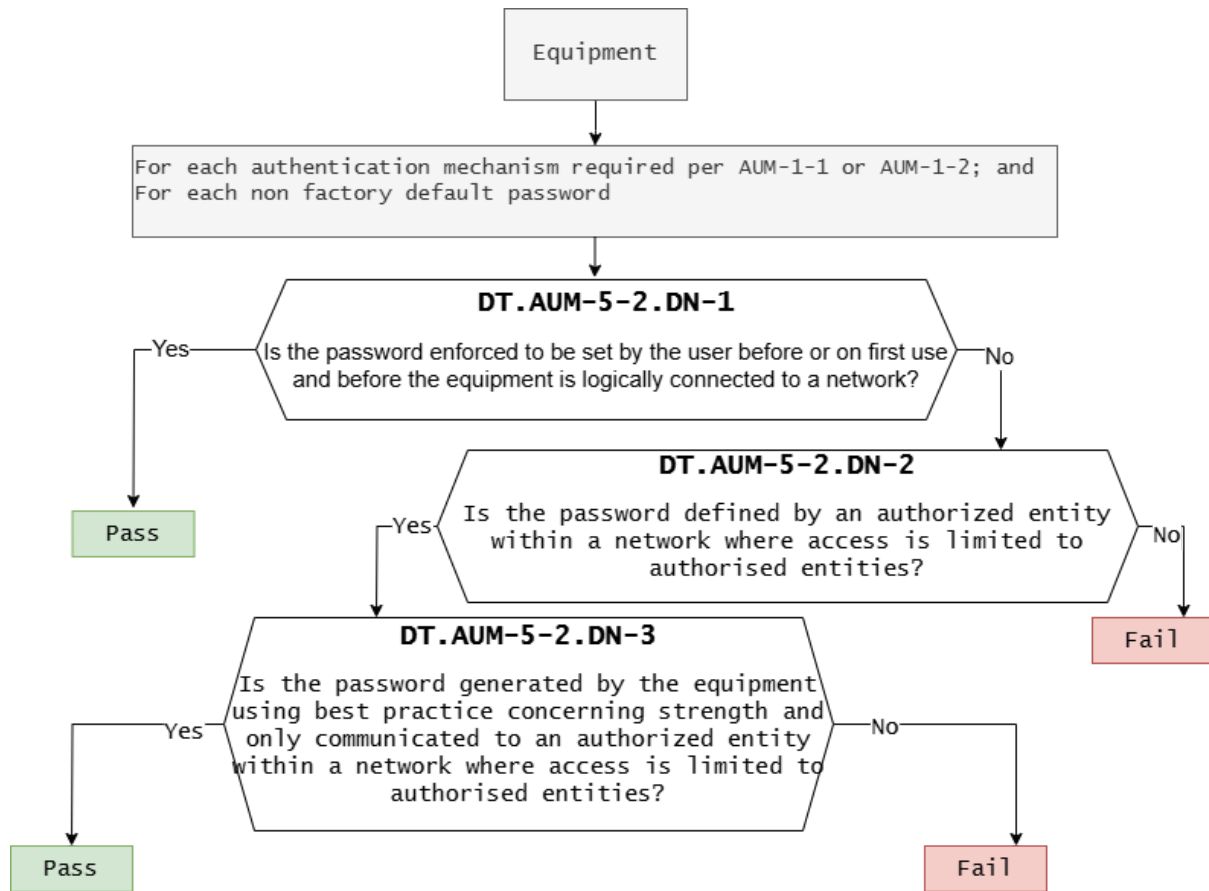 Equipment
For each authentication mechanism required per AUM-1-1 or AUM-1-2; and
For each non factory default password
DT.AUM-5-2.DN-1
Is the password enforced to be set by the user before or on first use
and before the equipment is logically connected to a network?
Yes
No
Pass
DT.AUM-5-2.DN-2
Is the password defined by an authorized entity
within a network where access is limited to
authorised entities?
Yes
No
Fail
DT.AUM-5-2.DN-3
Is the password generated by the equipment
using best practice concerning strength and
only communicated to an authorized entity
within a network where access is limited to
authorised entities?
Yes
No
Pass
Fail